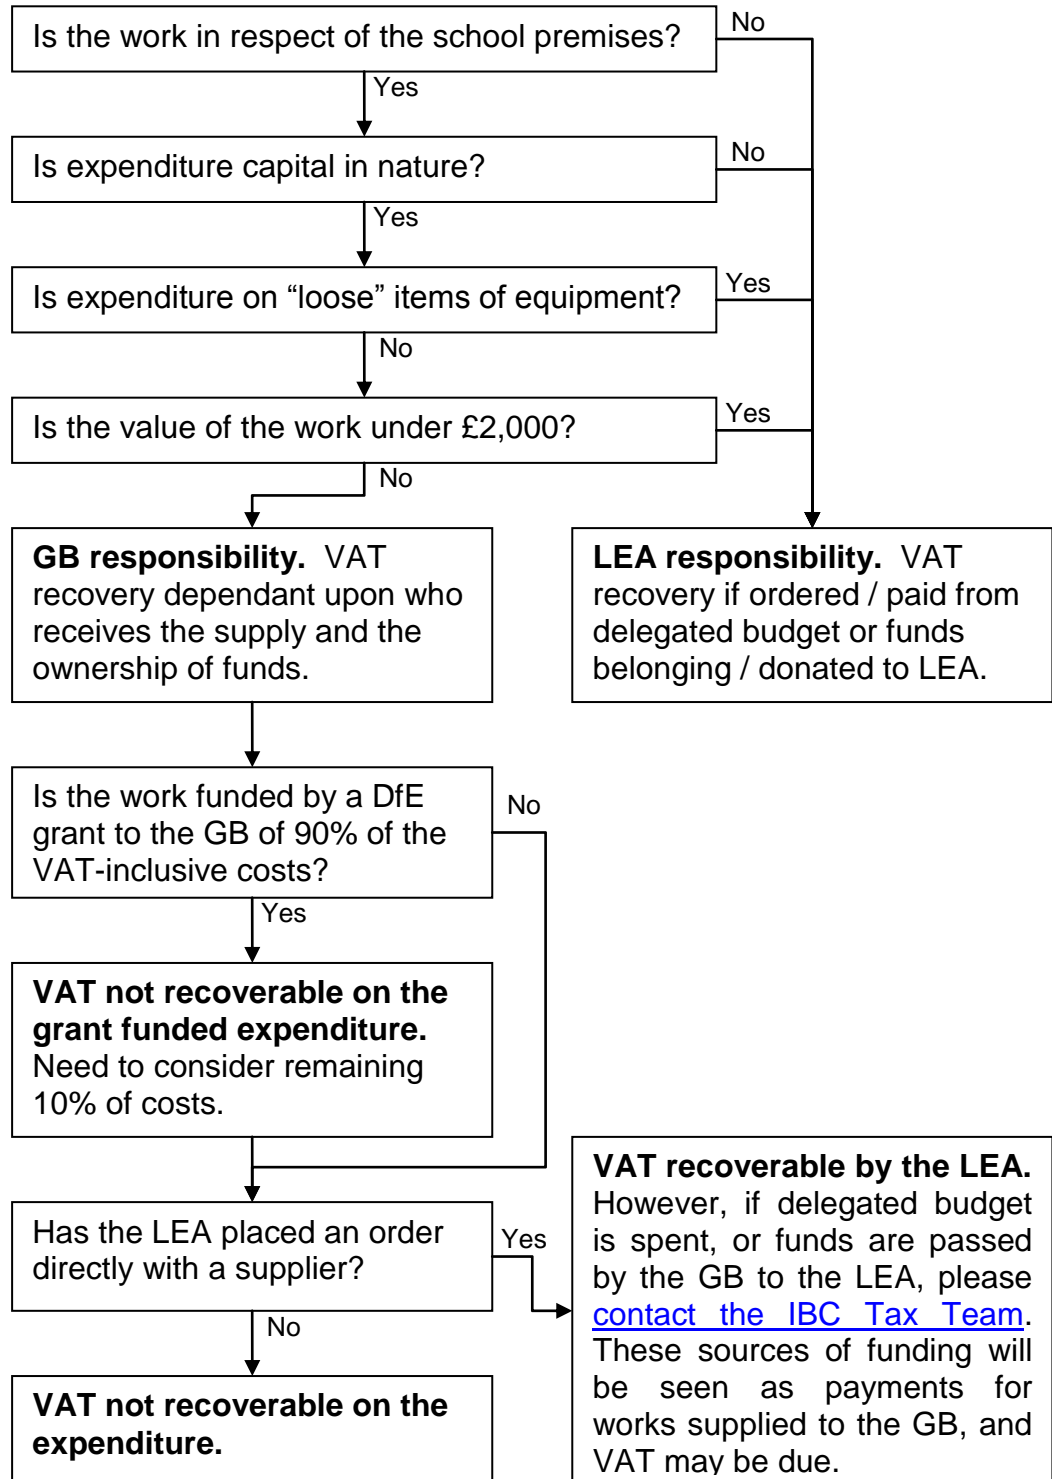 Is the work in respect of the school premises?
No
Yes
Is expenditure capital in nature?
No
Yes
Is expenditure on “loose” items of equipment?
Yes
No
Is the value of the work under £2,000?
Yes
No
GB responsibility. VAT
recovery dependant upon who
receives the supply and the
ownership of funds.
LEA responsibility. VAT
recovery if ordered / paid from
delegated budget or funds
belonging / donated to LEA.
Is the work funded by a DfE
grant to the GB of 90% of the
VAT-inclusive costs?
No
Yes
VAT not recoverable on the
grant funded expenditure.
Need to consider remaining
10% of costs.
Has the LEA placed an order
directly with a supplier?
Yes
No
VAT recoverable by the LEA.
However, if delegated budget
is spent, or funds are passed
by the GB to the LEA, please
contact the IBC Tax Team.
These sources of funding will
be seen as payments for
works supplied to the GB, and
VAT may be due.
VAT not recoverable on the
expenditure.